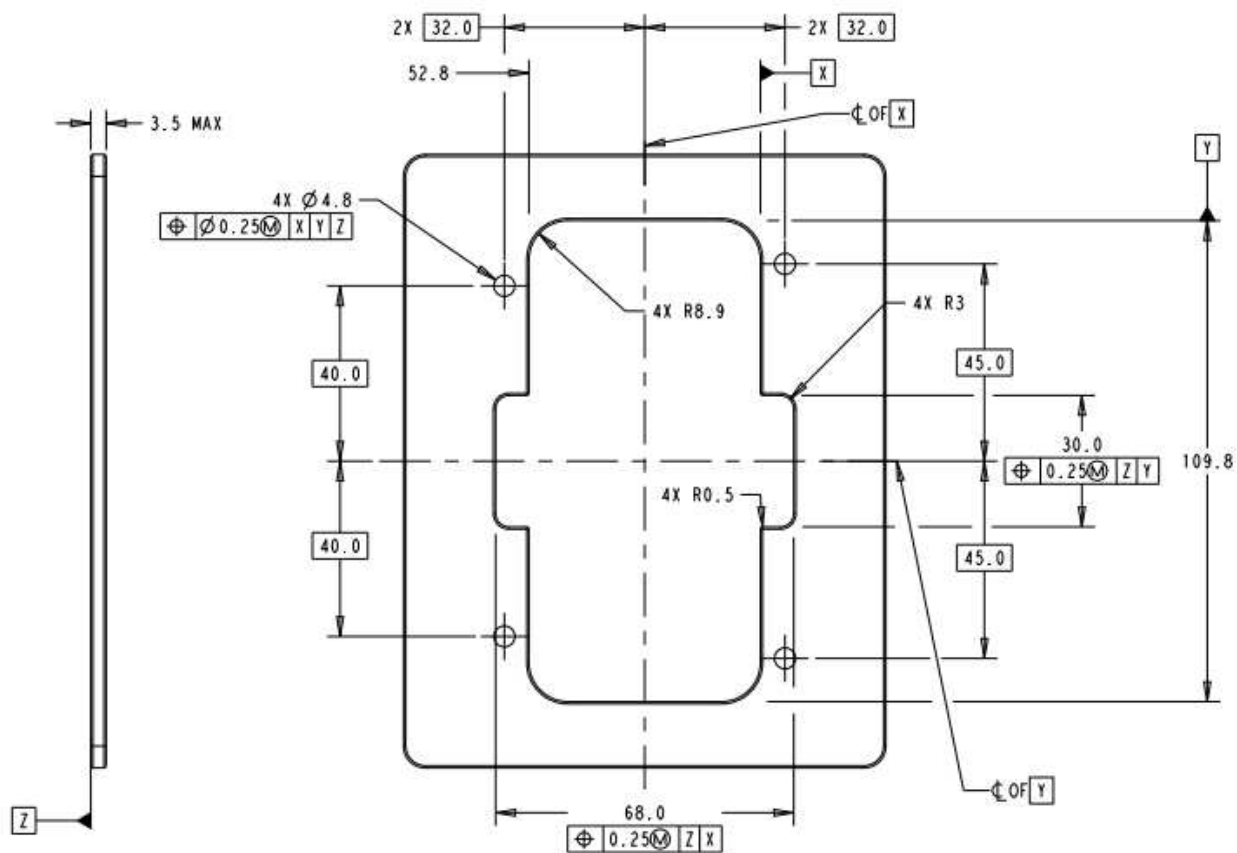 2X 32.0
2X 32.0
52.8
X
℄ OF X
3.5 MAX
Y
4X Ø4.8
⌖ Ø0.25Ⓜ X Y Z
4X R8.9
4X R3
40.0
45.0
30.0
⌖ 0.25Ⓜ Z Y
109.8
4X R0.5
40.0
45.0
℄ OF Y
Z
68.0
⌖ 0.25Ⓜ Z X